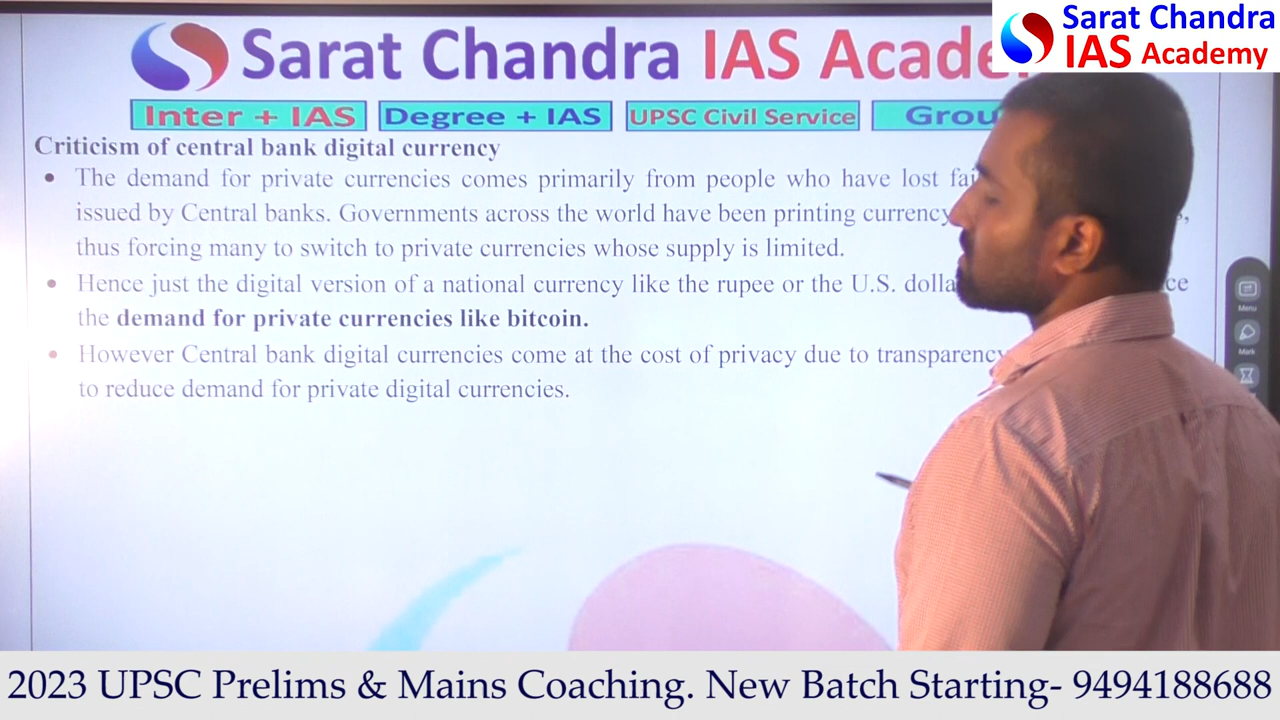 Sarat Chandra
IAS Academy
Sarat Chandra IAS Acade
Inter + IAS Degree + IAS UPSC Civil Service Grou
Criticism of central bank digital currency
• The demand for private currencies comes primarily from people who have lost fai
issued by Central banks. Governments across the world have been printing currency
thus forcing many to switch to private currencies whose supply is limited.
• Hence just the digital version of a national currency like the rupee or the U.S. dolla ce
the demand for private currencies like bitcoin.
• However Central bank digital currencies come at the cost of privacy due to transparency
to reduce demand for private digital currencies.
Menu
Mark
2023 UPSC Prelims & Mains Coaching. New Batch Starting- 9494188688